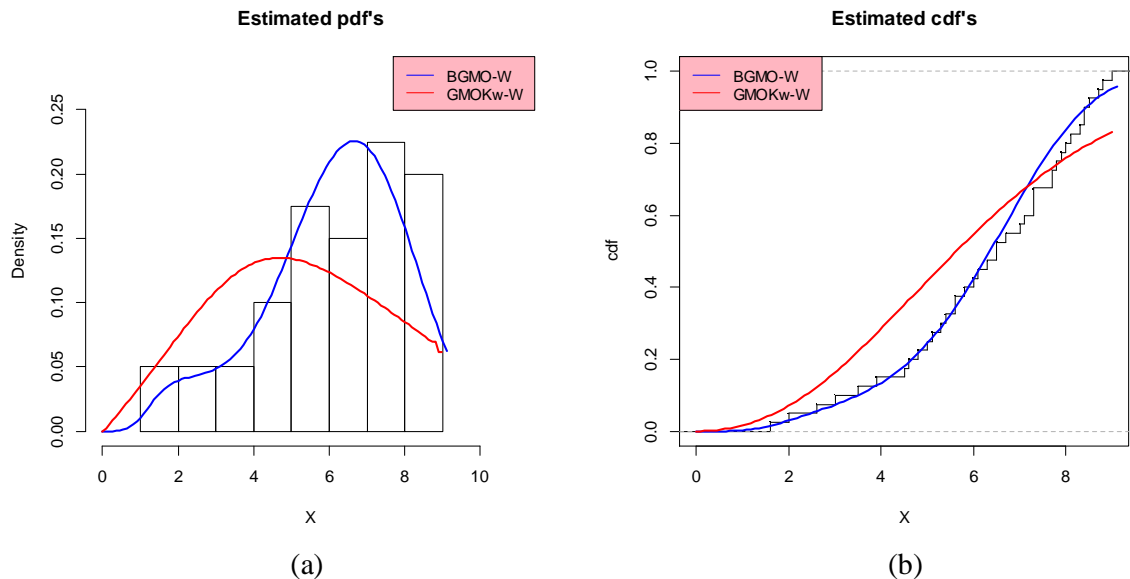 Estimated pdf's
BGMO-W
GMOKw-W
Density
0.00 0.05 0.10 0.15 0.20 0.25
0 2 4 6 8 10
X
(a)
Estimated cdf's
BGMO-W
GMOKw-W
cdf
0.0 0.2 0.4 0.6 0.8 1.0
0 2 4 6 8
X
(b)